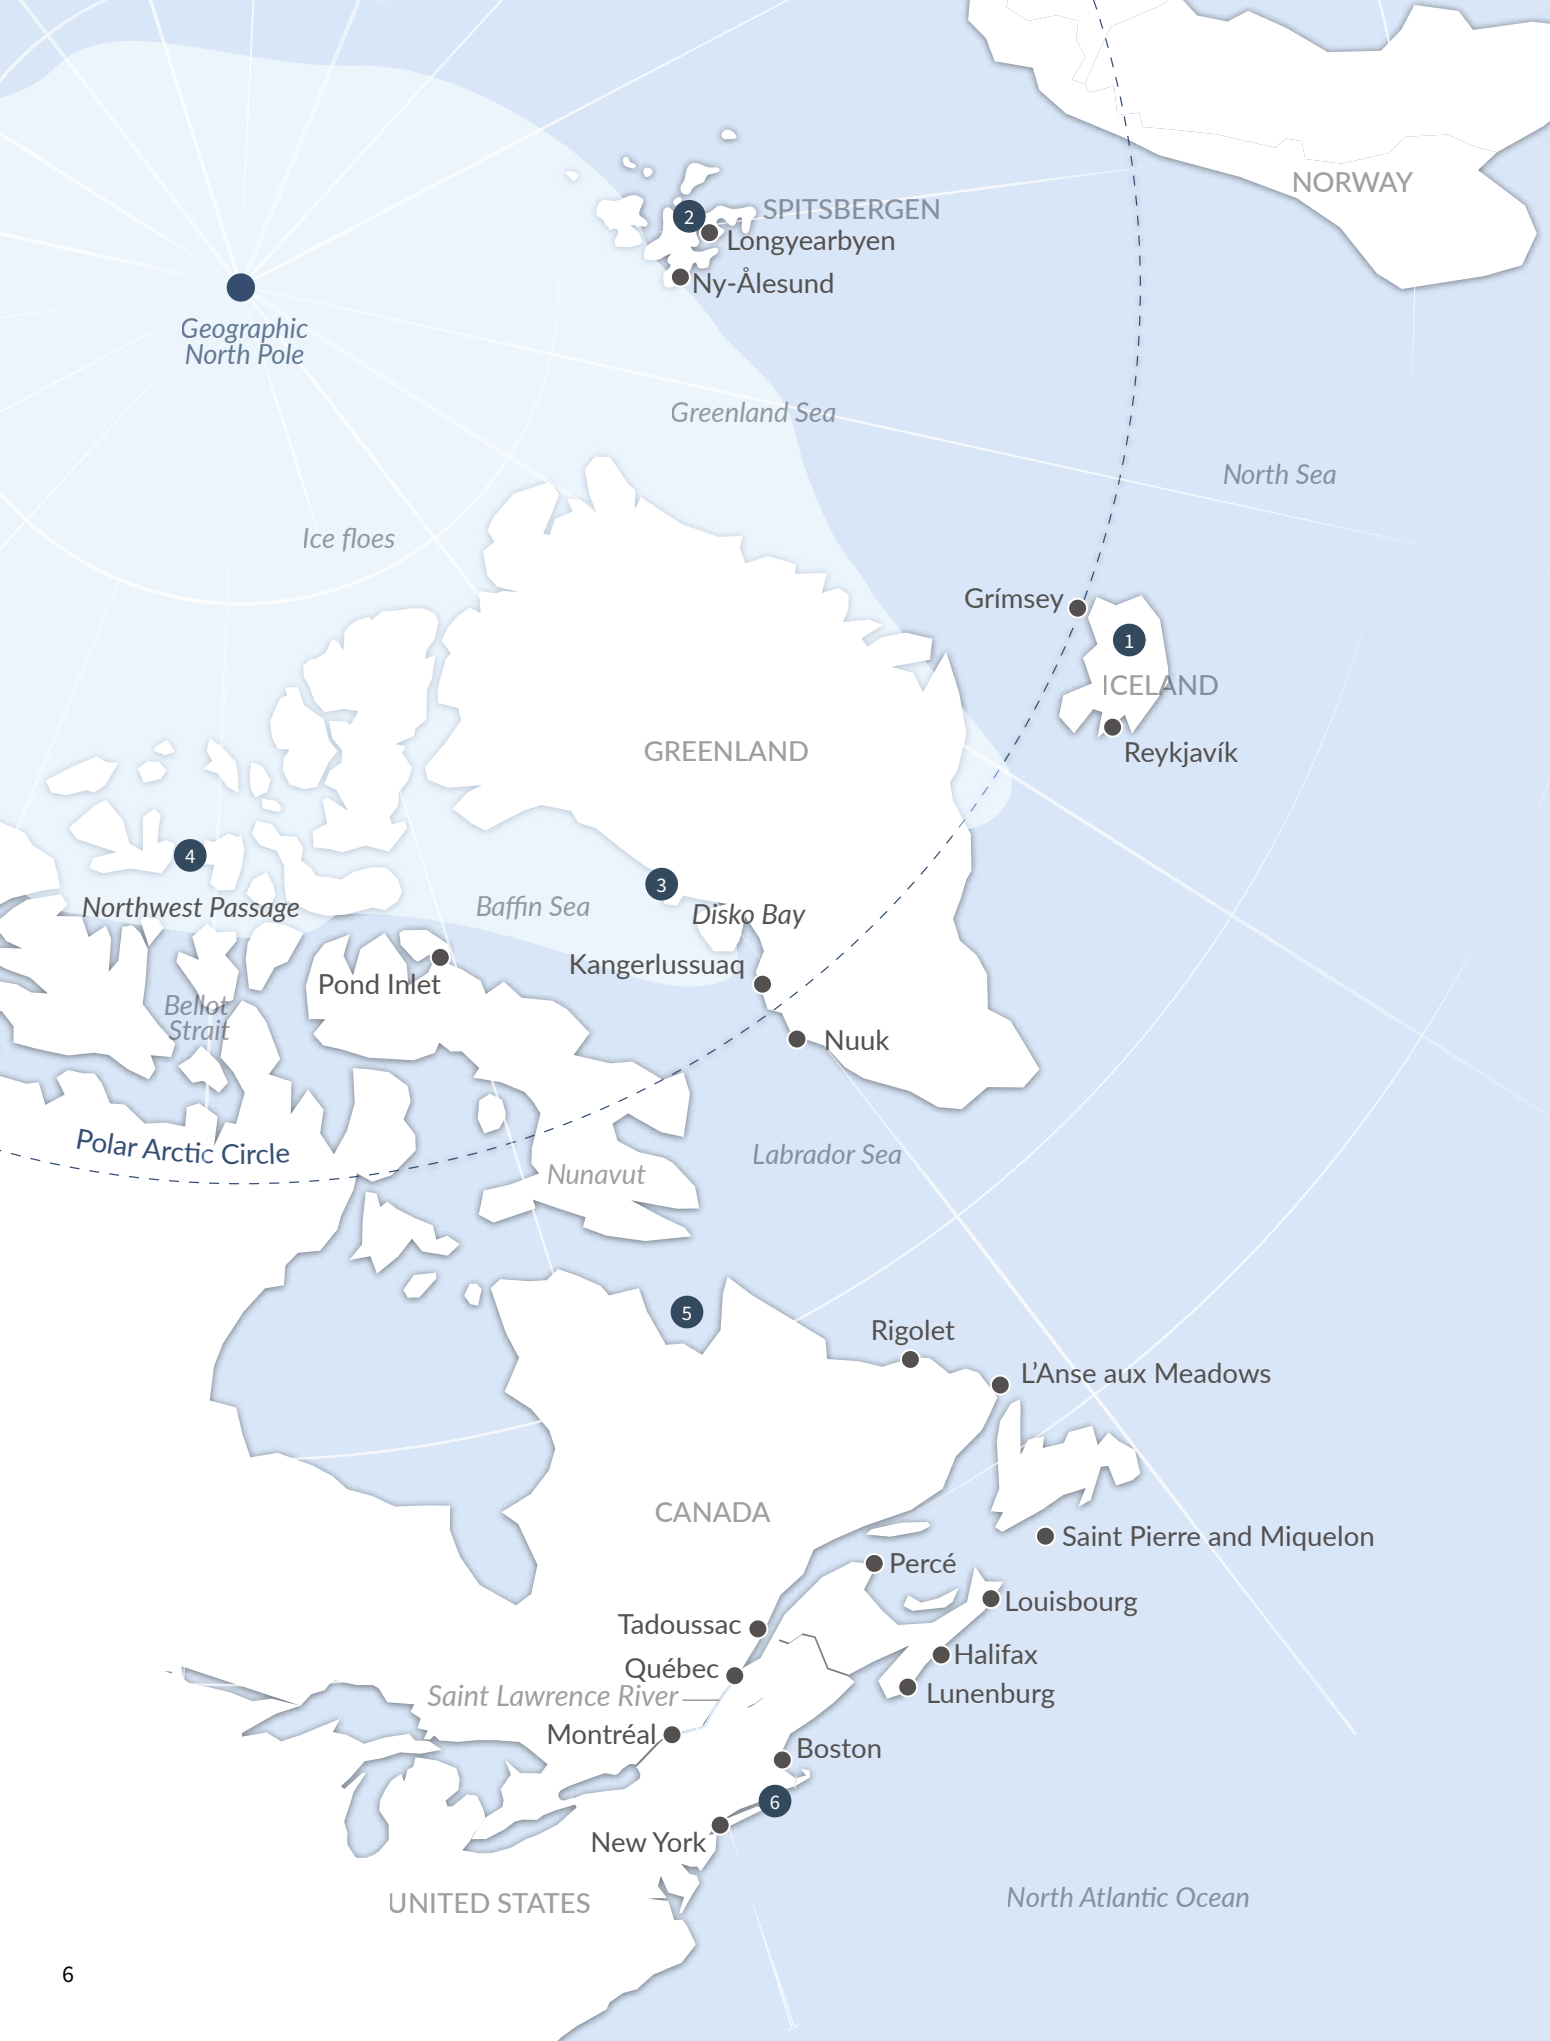 NORWAY
2
SPITSBERGEN
Longyearbyen
Ny-Ålesund
Geographic
North Pole
Greenland Sea
North Sea
Ice floes
Grímsey
1
ICELAND
Reykjavík
GREENLAND
4
3
Northwest Passage
Baffin Sea
Disko Bay
Kangerlussuaq
Pond Inlet
Bellot
Strait
Nuuk
Polar Arctic Circle
Labrador Sea
Nunavut
5
Rigolet
L’Anse aux Meadows
CANADA
Saint Pierre and Miquelon
Percé
Louisbourg
Tadoussac
Halifax
Québec
Saint Lawrence River
Lunenburg
Montréal
Boston
6
New York
UNITED STATES
North Atlantic Ocean
6